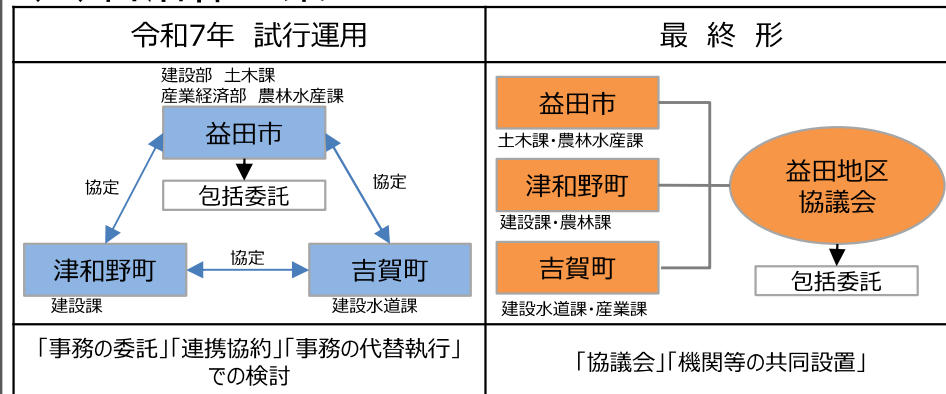 令和7年 試行運用
建設部 土木課
産業経済部 農林水産課
益田市
包括委託
協定
協定
協定
津和野町
建設課
吉賀町
建設水道課
「事務の委託」「連携協約」「事務の代替執行」
での検討
最 終 形
益田市
土木課・農林水産課
津和野町
建設課・農林課
吉賀町
建設水道課・産業課
益田地区
協議会
包括委託
「協議会」「機関等の共同設置」